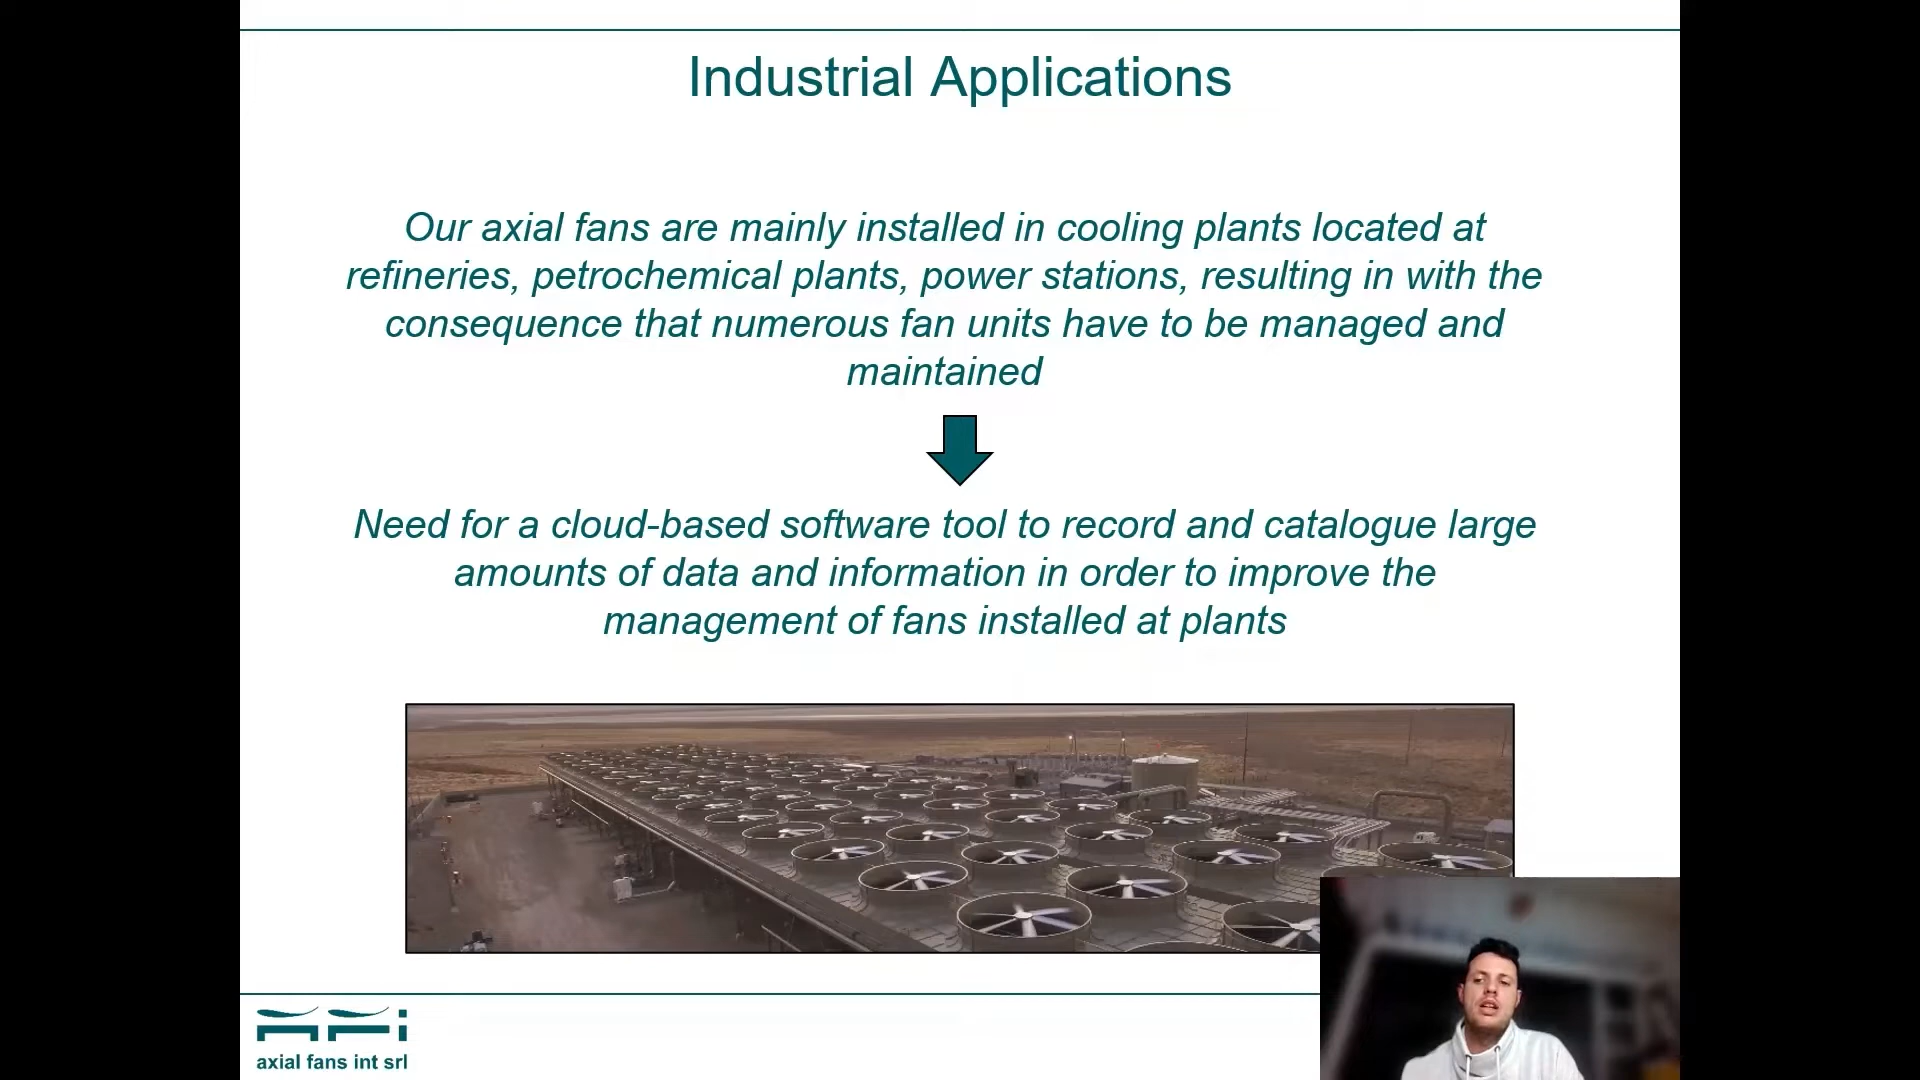 Industrial Applications
Our axial fans are mainly installed in cooling plants located at
refineries, petrochemical plants, power stations, resulting in with the
consequence that numerous fan units have to be managed and
maintained
Need for a cloud-based software tool to record and catalogue large
amounts of data and information in order to improve the
management of fans installed at plants
axial fans int srl